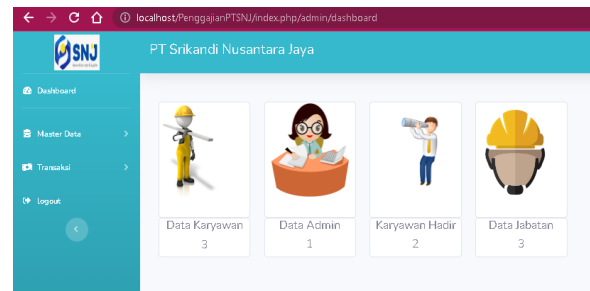 localhost/PenggajianPTSNJ/index.php/admin/dashboard
SNJ
PT Srikandi Nusantara Jaya
Dashboard
Master Data
Transaksi
Logout
Data Karyawan
3
Data Admin
1
Karyawan Hadir
2
Data Jabatan
3